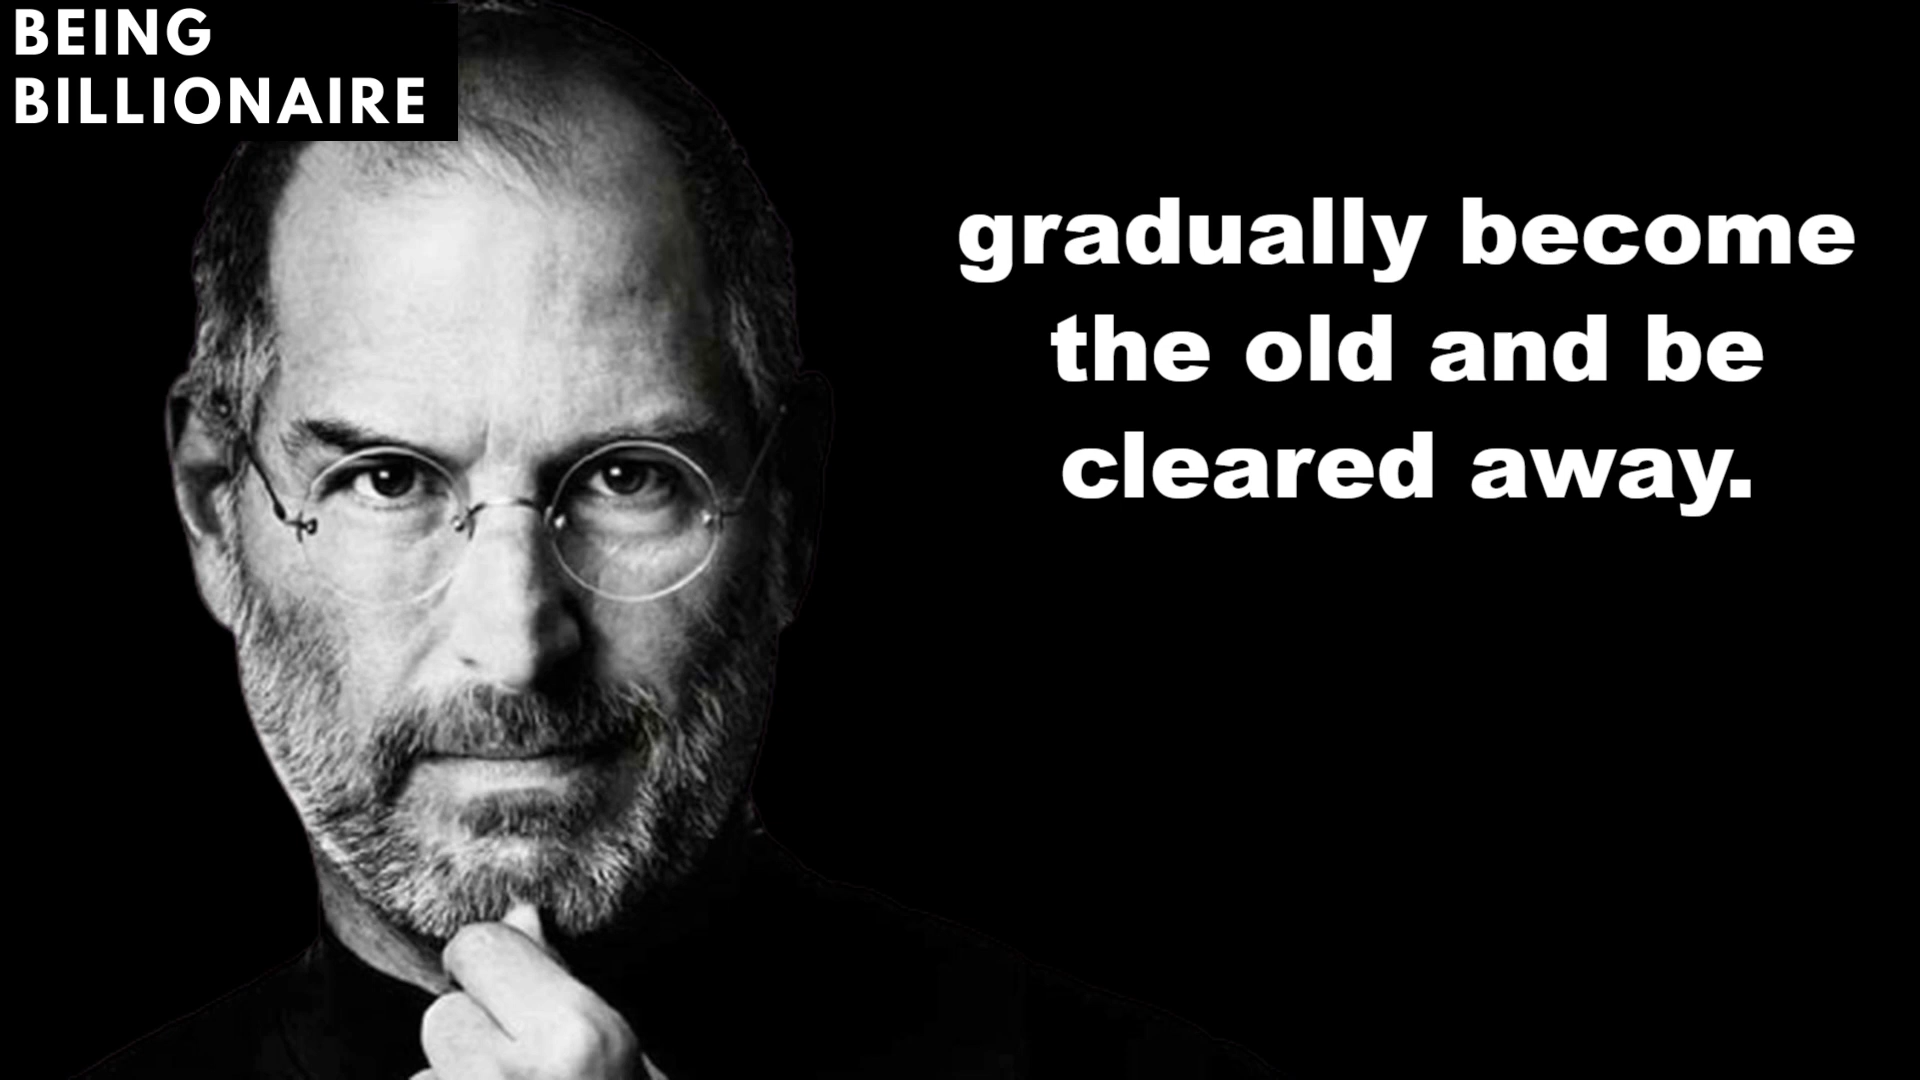 BEING
BILLIONAIRE
gradually become
the old and be
cleared away.